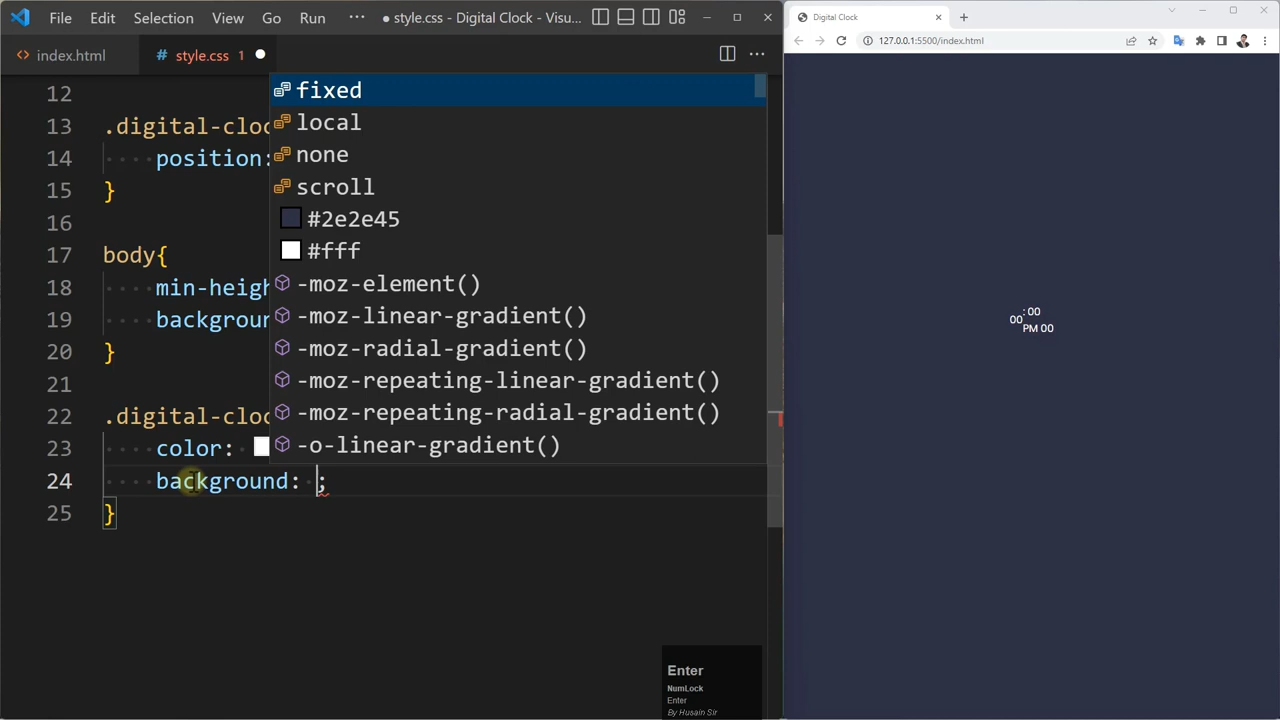 File Edit Selection View Go Run ··· ● style.css - Digital Clock - Visu...
index.html
# style.css 1 ●
12
13 .digital-cloc
14 position:
15 }
16
17 body{
18 min-heigh
19 backgroun
20 }
21
22 .digital-cloc
23 color:
24 background: ;
25 }
fixed
local
none
scroll
#2e2e45
#fff
-moz-element()
-moz-linear-gradient()
-moz-radial-gradient()
-moz-repeating-linear-gradient()
-moz-repeating-radial-gradient()
-o-linear-gradient()
Enter
NumLock
Enter
By Husain Sir
Digital Clock
127.0.0.1:5500/index.html
00
: 00
PM 00